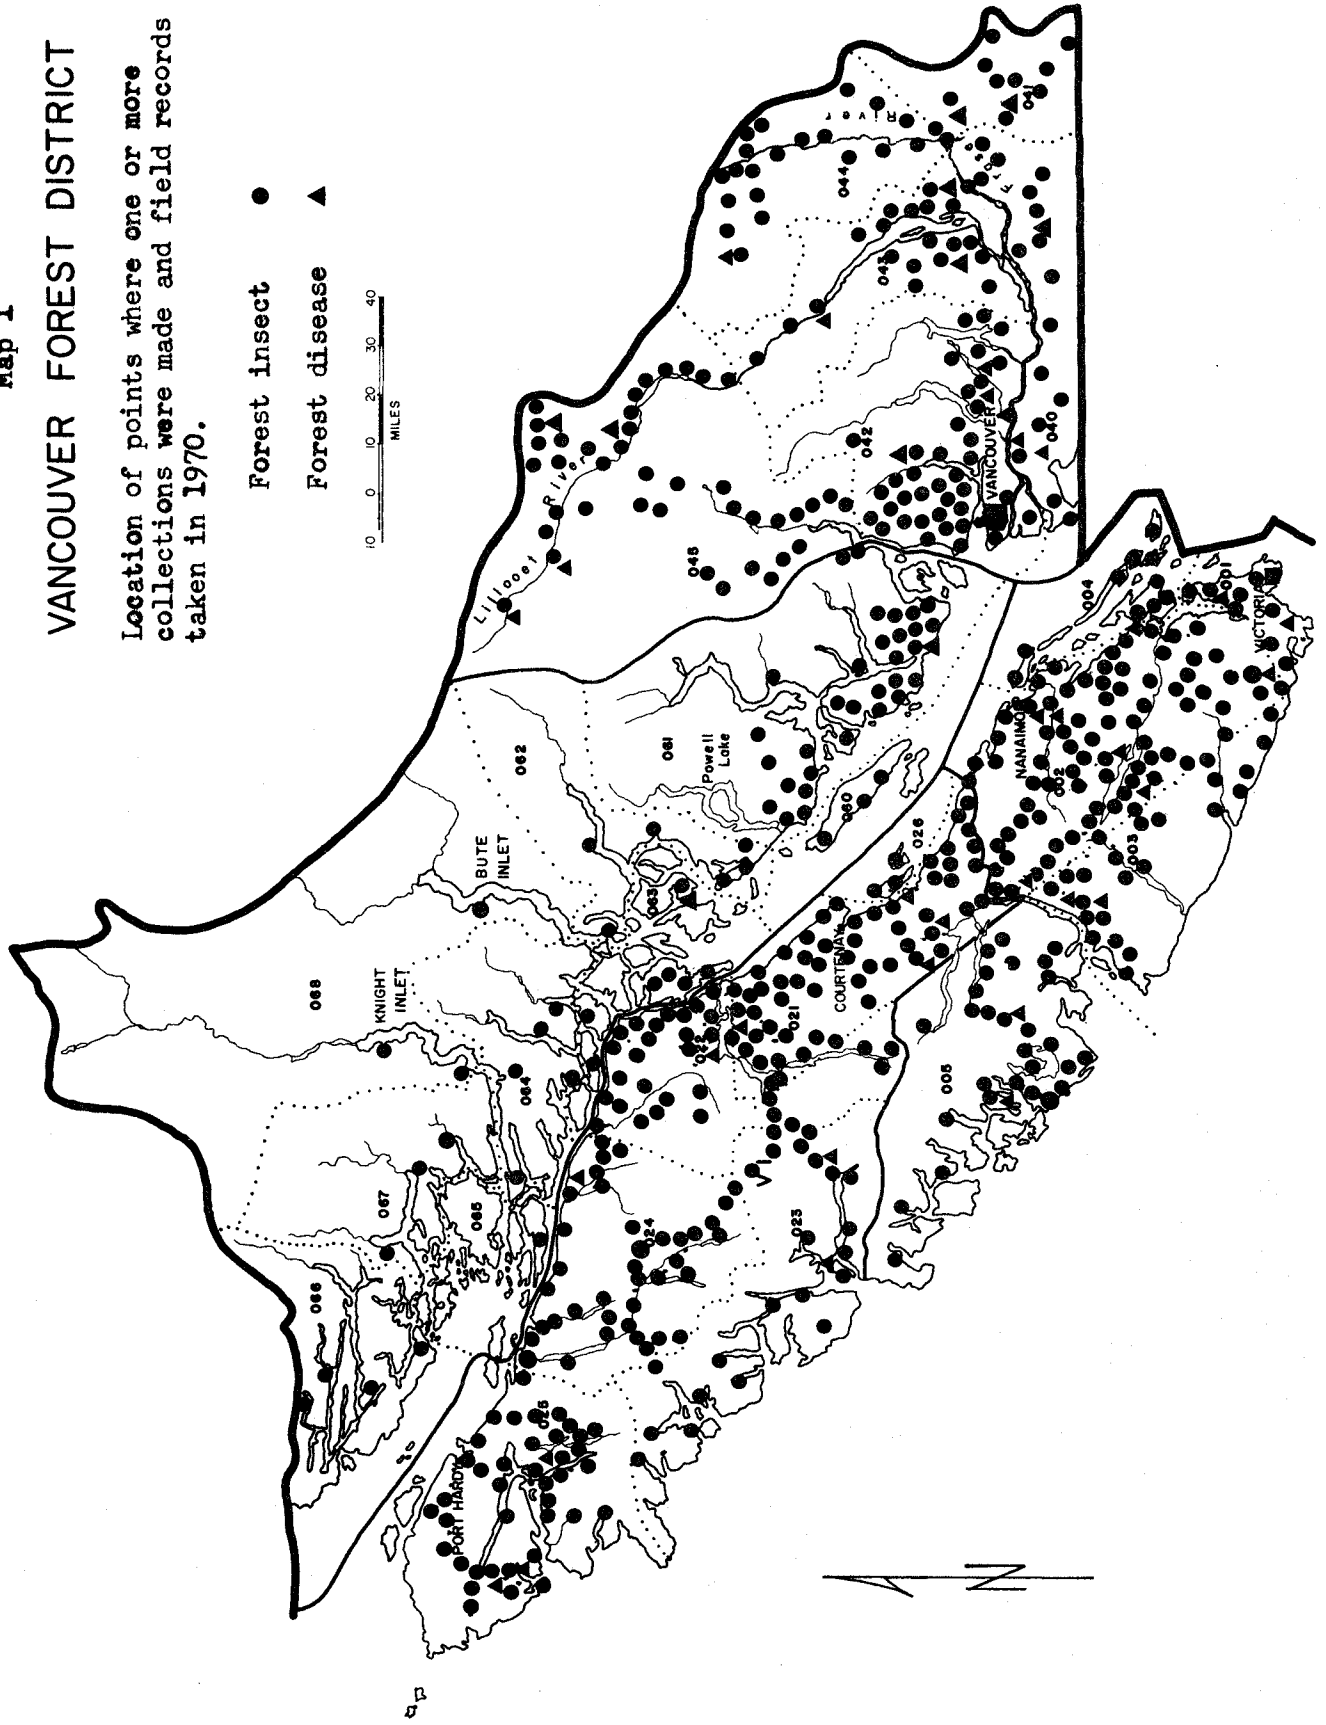 Map 1
VANCOUVER FOREST DISTRICT
Location of points where one or more
collections were made and field records
taken in 1970.
Forest insect
Forest disease
10 0 10 20 30 40
MILES
066
067
068
KNIGHT
INLET
065
064
BUTE
INLET
062
061
Powell
Lake
063
060
Lillooet River
045
042
043
044
River
Fraser
041
VANCOUVER
040
PORT HARDY
025
024
VI
023
022
021
COURTENAY
026
005
003
002
NANAIMO
004
001
VICTORIA
N